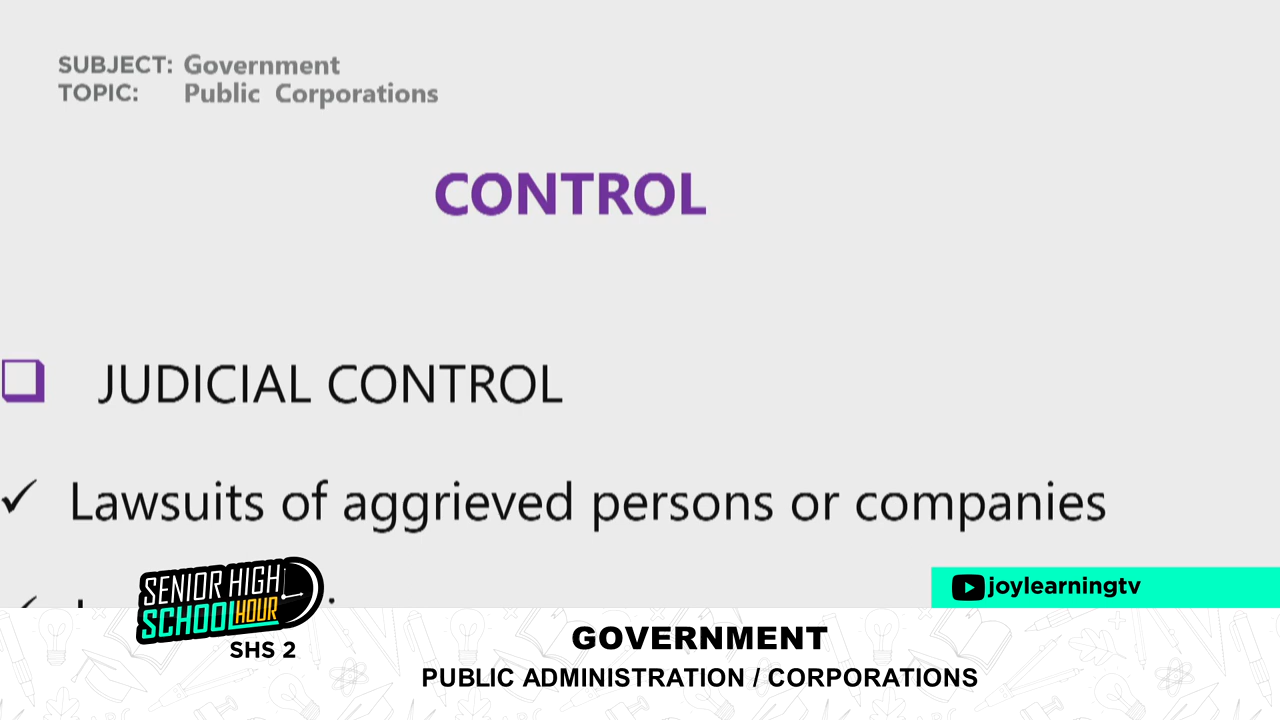 SUBJECT: Government
TOPIC: Public Corporations
CONTROL
JUDICIAL CONTROL
Lawsuits of aggrieved persons or companies
joylearningtv
SENIOR HIGH
SCHOOL HOUR
SHS 2
GOVERNMENT
PUBLIC ADMINISTRATION / CORPORATIONS